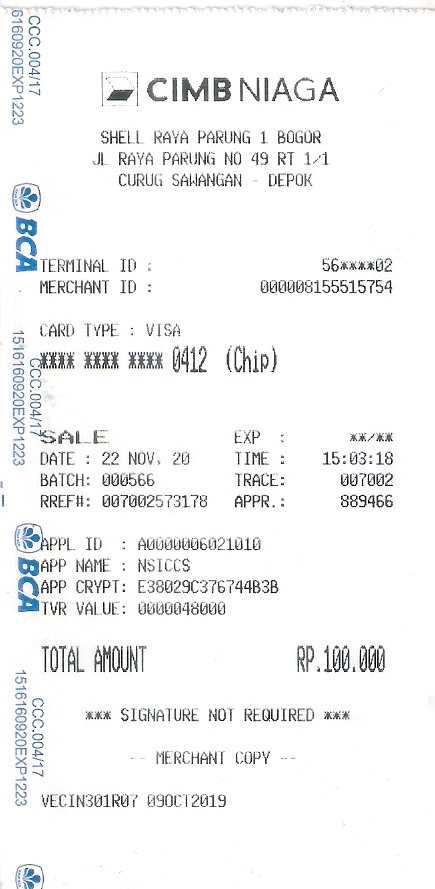 CIMB NIAGA
SHELL RAYA PARUNG 1 BOGOR
JL RAYA PARUNG NO 49 RT 1/1
CURUG SAWANGAN - DEPOK
TERMINAL ID : 56****02
MERCHANT ID : 000008155515754
CARD TYPE : VISA
**** **** **** 0412 (Chip)
SALE EXP : **/**
DATE : 22 NOV, 20 TIME : 15:03:18
BATCH: 000566 TRACE: 007002
RREF#: 007002573178 APPR.: 889466
APPL ID : A0000006021010
APP NAME : NSICCS
APP CRYPT: E38029C376744B3B
TVR VALUE: 0000048000
TOTAL AMOUNT RP.100.000
*** SIGNATURE NOT REQUIRED ***
-- MERCHANT COPY --
VECIN301R07 09OCT2019
CCC.004/17
6160920EXP1223
BCA
CCC.004/17
1516160920EXP1223
BCA
CCC.004/17
1516160920EXP1223